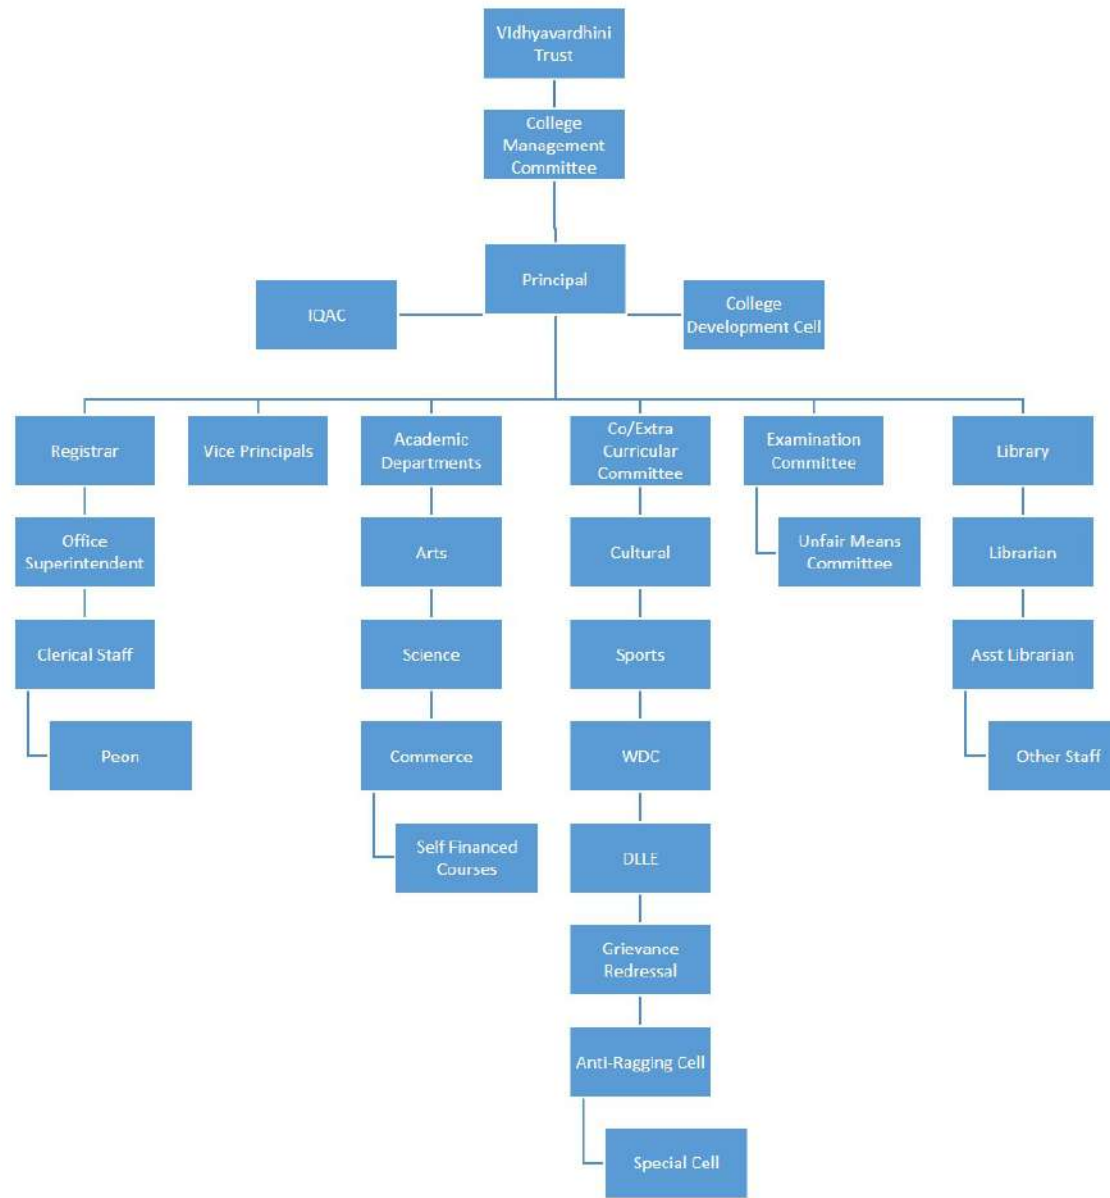 VIdhyavardhini
Trust
College
Management
Committee
Principal
IQAC
College
Development Cell
Registrar
Vice Principals
Academic
Departments
Co/Extra
Curricular
Committee
Examination
Committee
Library
Office
Superintendent
Arts
Cultural
Unfair Means
Committee
Librarian
Clerical Staff
Science
Sports
Asst Librarian
Peon
Commerce
WDC
Other Staff
Self Financed
Courses
DLLE
Grievance
Redressal
Anti-Ragging Cell
Special Cell